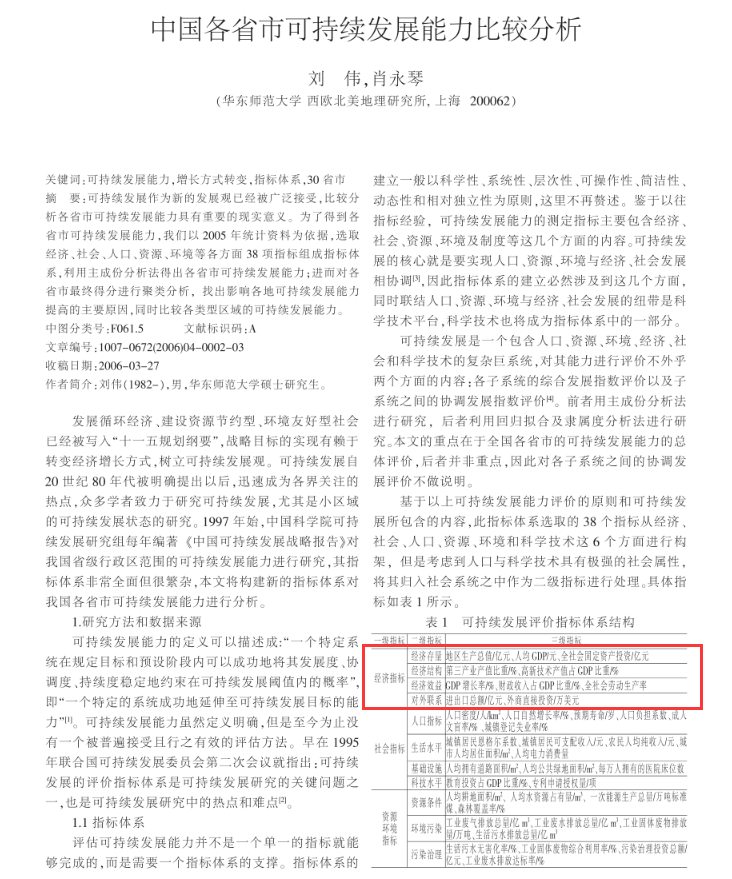 中国各省市可持续发展能力比较分析
刘　伟,肖永琴
(华东师范大学 西欧北美地理研究所, 上海 200062)
关键词:可持续发展能力,增长方式转变,指标体系,30 省市
摘　要:可持续发展作为新的发展观已经被广泛接受,比较分
析各省市可持续发展能力具有重要的现实意义。为了得到各
省市可持续发展能力,我们以 2005 年统计资料为依据,选取
经济、社会、人口、资源、环境等各方面 38 项指标组成指标体
系,利用主成份分析法得出各省市可持续发展能力;进而对各
省市最终得分进行聚类分析, 找出影响各地可持续发展能力
提高的主要原因,同时比较各类型区域的可持续发展能力。
中图分类号:F061.5　　文献标识码:A
文章编号:1007-0672(2006)04-0002-03
收稿日期:2006-03-27
作者简介:刘伟(1982-),男,华东师范大学硕士研究生。
发展循环经济、建设资源节约型、环境友好型社会
已经被写入“十一五规划纲要”,战略目标的实现有赖于
转变经济增长方式,树立可持续发展观。可持续发展自
20 世纪 80 年代被明确提出以后,迅速成为各界关注的
热点,众多学者致力于研究可持续发展,尤其是小区域
的可持续发展状态的研究。1997 年始,中国科学院可持
续发展研究组每年编著《中国可持续发展战略报告》对
我国省级行政区范围的可持续发展能力进行研究,其指
标体系非常全面但很繁杂,本文将构建新的指标体系对
我国各省市可持续发展能力进行分析。
1.研究方法和数据来源
可持续发展能力的定义可以描述成:“一个特定系
统在规定目标和预设阶段内可以成功地将其发展度、协
调度、持续度稳定地约束在可持续发展阈值内的概率”,
即“一个特定的系统成功地延伸至可持续发展目标的能
力”[1]。可持续发展能力虽然定义明确,但是至今为止没
有一个被普遍接受且行之有效的评估方法。早在 1995
年联合国可持续发展委员会第二次会议就指出:可持续
发展的评价指标体系是可持续发展研究的关键问题之
一,也是可持续发展研究中的热点和难点[2]。
1.1 指标体系
评估可持续发展能力并不是一个单一的指标就能
够完成的,而是需要一个指标体系的支撑。指标体系的
建立一般以科学性、系统性、层次性、可操作性、简洁性、
动态性和相对独立性为原则,这里不再赘述。鉴于以往
指标经验, 可持续发展能力的测定指标主要包含经济、
社会、资源、环境及制度等这几个方面的内容。可持续发
展的核心就是要实现人口、资源、环境与经济、社会发展
相协调[3],因此指标体系的建立必然涉及到这几个方面,
同时联结人口、资源、环境与经济、社会发展的纽带是科
学技术平台,科学技术也将成为指标体系中的一部分。
可持续发展是一个包含人口、资源、环境、经济、社
会和科学技术的复杂巨系统,对其能力进行评价不外乎
两个方面的内容:各子系统的综合发展指数评价以及子
系统之间的协调发展指数评价[4]。前者用主成份分析法
进行研究, 后者利用回归拟合及隶属度分析法进行研
究。本文的重点在于全国各省市的可持续发展能力的总
体评价,后者并非重点,因此对各子系统之间的协调发
展评价不做说明。
基于以上可持续发展能力评价的原则和可持续发
展所包含的内容,此指标体系选取的 38 个指标从经济、
社会、人口、资源、环境和科学技术这 6 个方面进行构
架, 但是考虑到人口与科学技术具有极强的社会属性,
将其归入社会系统之中作为二级指标进行处理。具体指
标如表 1 所示。
表 1　可持续发展评价指标体系结构
一级指标 二级指标 三级指标
经济指标
经济存量 地区生产总值/亿元、人均 GDP/元、全社会固定资产投资/亿元
经济结构 第三产业产值比重/%、高新技术产值占 GDP 比重/%
经济效益 GDP 增长率/%、财政收入占 GDP 比重/%、全社会劳动生产率
对外联系 进出口总额/亿元、外商直接投资/万美元
社会指标
人口指标 人口密度/人/km²、人口自然增长率/%、预期寿命/岁、人口负担系数、成人
文盲率/%、城镇登记失业率/%
生活水平 城镇居民恩格尔系数、城镇居民可支配收入/元、农民人均纯收入/元、城
市人均居住面积/m²、人均电力消费量
基础设施 人均拥有道路面积/m²、人均公共绿地面积/m²、每万人拥有的医院床位数
科技水平 教育投资占 GDP 比重/%、专利申请授权量/项
资源
环境
指标
资源条件 人均耕地面积/m²、人均水资源占有量/m³、一次能源生产总量/万吨标准
煤、森林覆盖率/%
环境污染 工业废气排放总量/亿 m³、工业废水排放总量/亿 m³、工业固体废物排放
量/万吨、生活污水排放总量/亿 m³
污染治理 生活污水无害化率/%、工业固体废物综合利用率/%、污染治理投资总额/
亿元、工业废水排放达标率/%